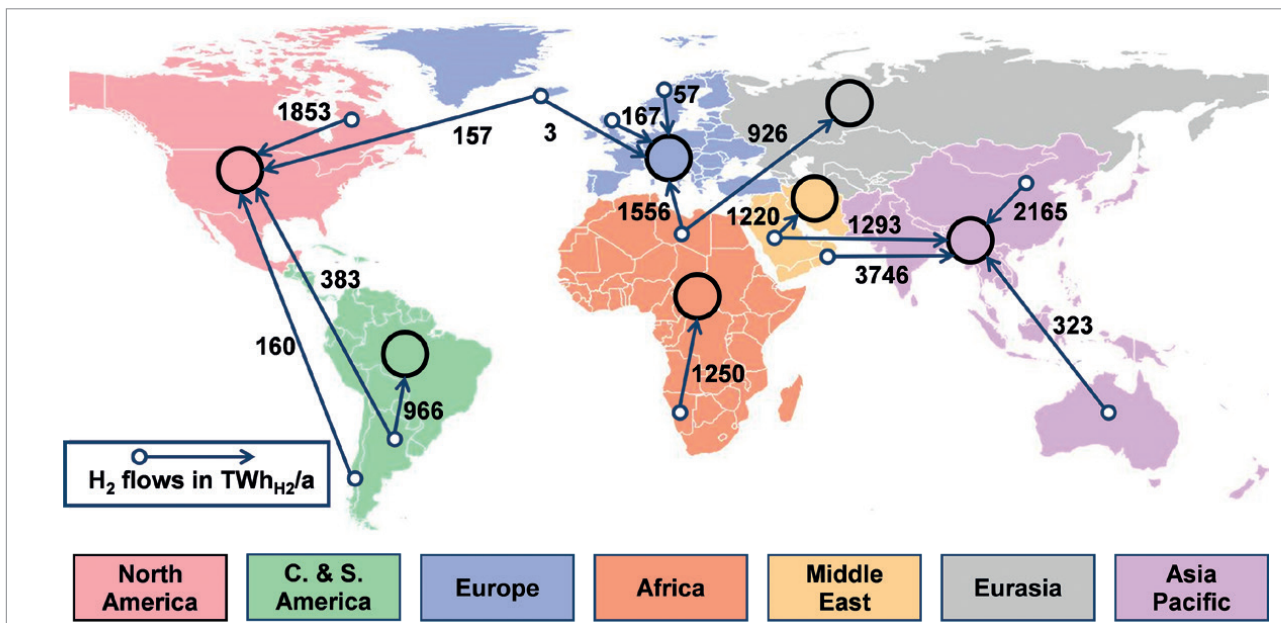 1853
157
3
167
57
926
1556
1220
1293
2165
3746
383
160
323
1250
966
H₂ flows in TWh_H2/a
North
America
C. & S.
America
Europe
Africa
Middle
East
Eurasia
Asia
Pacific